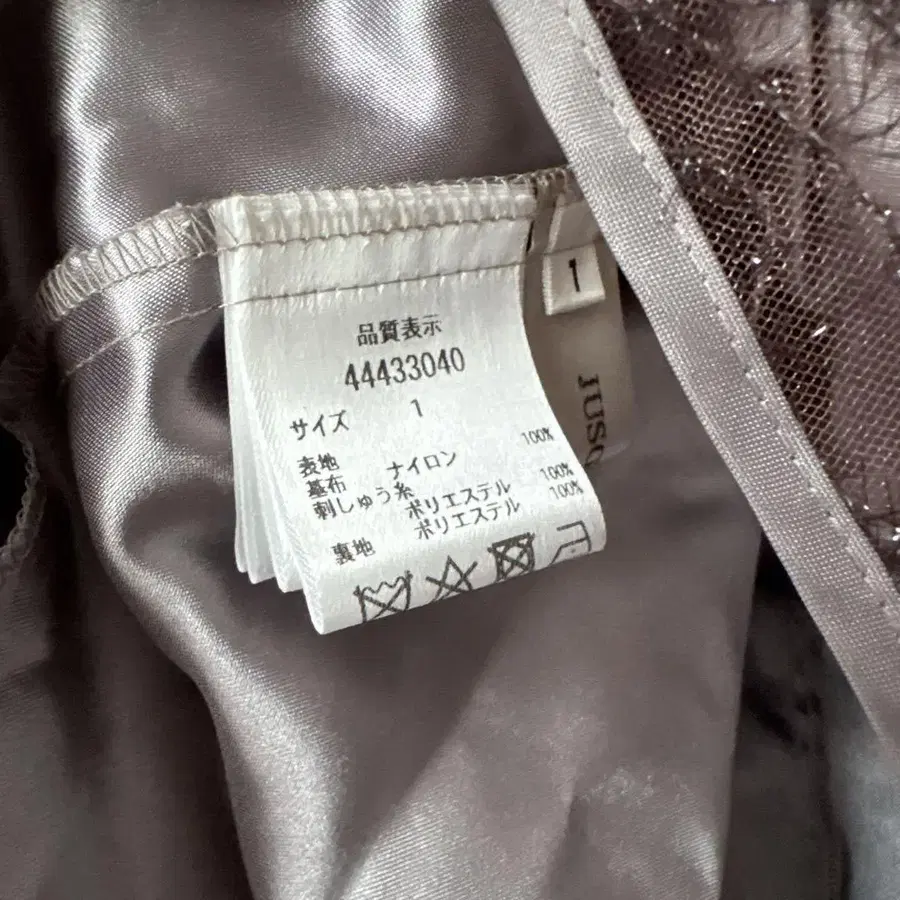 1
品質表示
44433040
サイズ 1
表地
基布 ナイロン 100%
刺しゅう糸 ポリエステル 100%
裏地 ポリエステル 100%